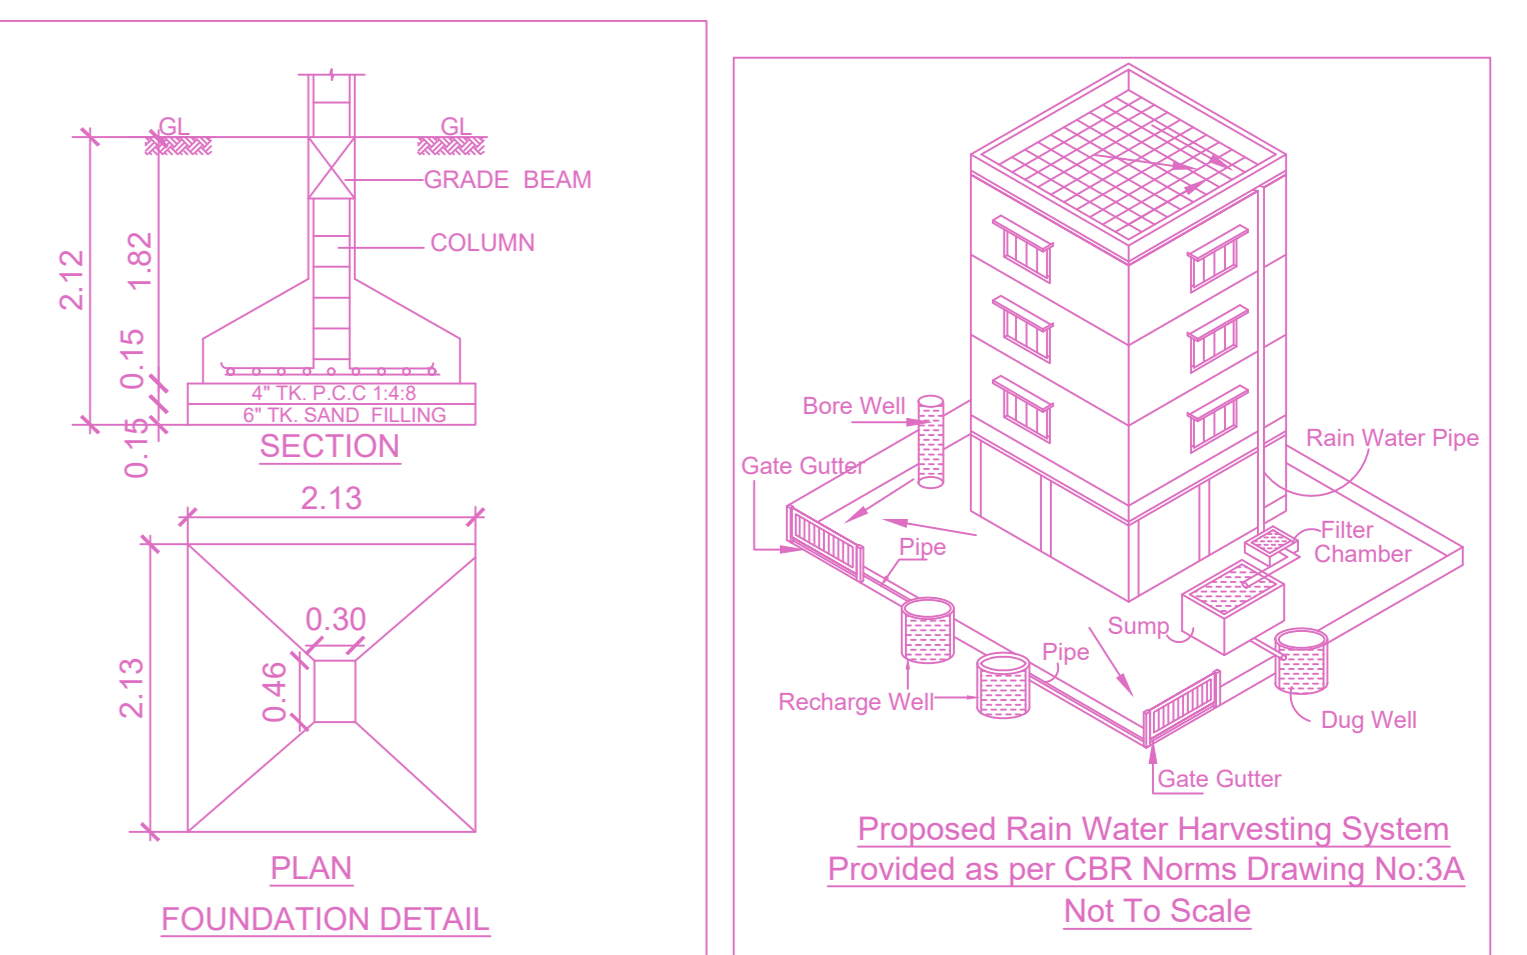 GL
GL
GRADE BEAM
COLUMN
2.12
1.82
0.15
0.15
4" TK. P.C.C 1:4:8
6" TK. SAND FILLING
SECTION
2.13
2.13
0.30
0.46
PLAN
FOUNDATION DETAIL
Bore Well
Gate Gutter
Pipe
Rain Water Pipe
Filter
Chamber
Sump
Pipe
Recharge Well
Dug Well
Gate Gutter
Proposed Rain Water Harvesting System
Provided as per CBR Norms Drawing No:3A
Not To Scale